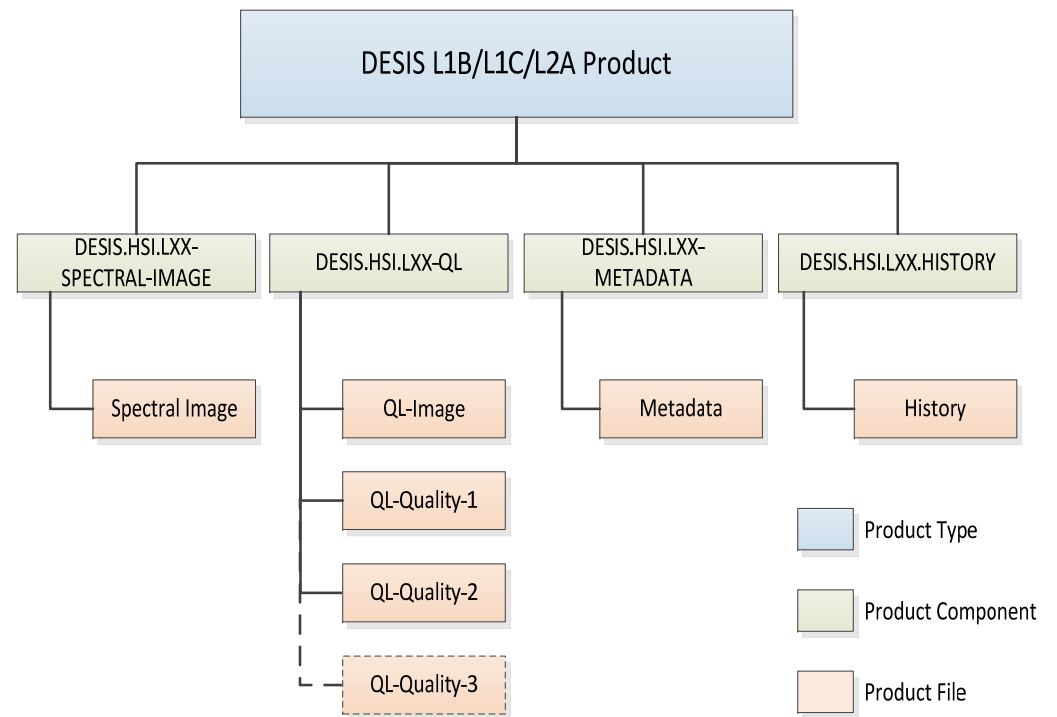 DESIS L1B/L1C/L2A Product
DESIS.HSI.LXX-
SPECTRAL-IMAGE
DESIS.HSI.LXX-QL
DESIS.HSI.LXX-
METADATA
DESIS.HSI.LXX.HISTORY
Spectral Image
QL-Image
Metadata
History
QL-Quality-1
QL-Quality-2
QL-Quality-3
Product Type
Product Component
Product File